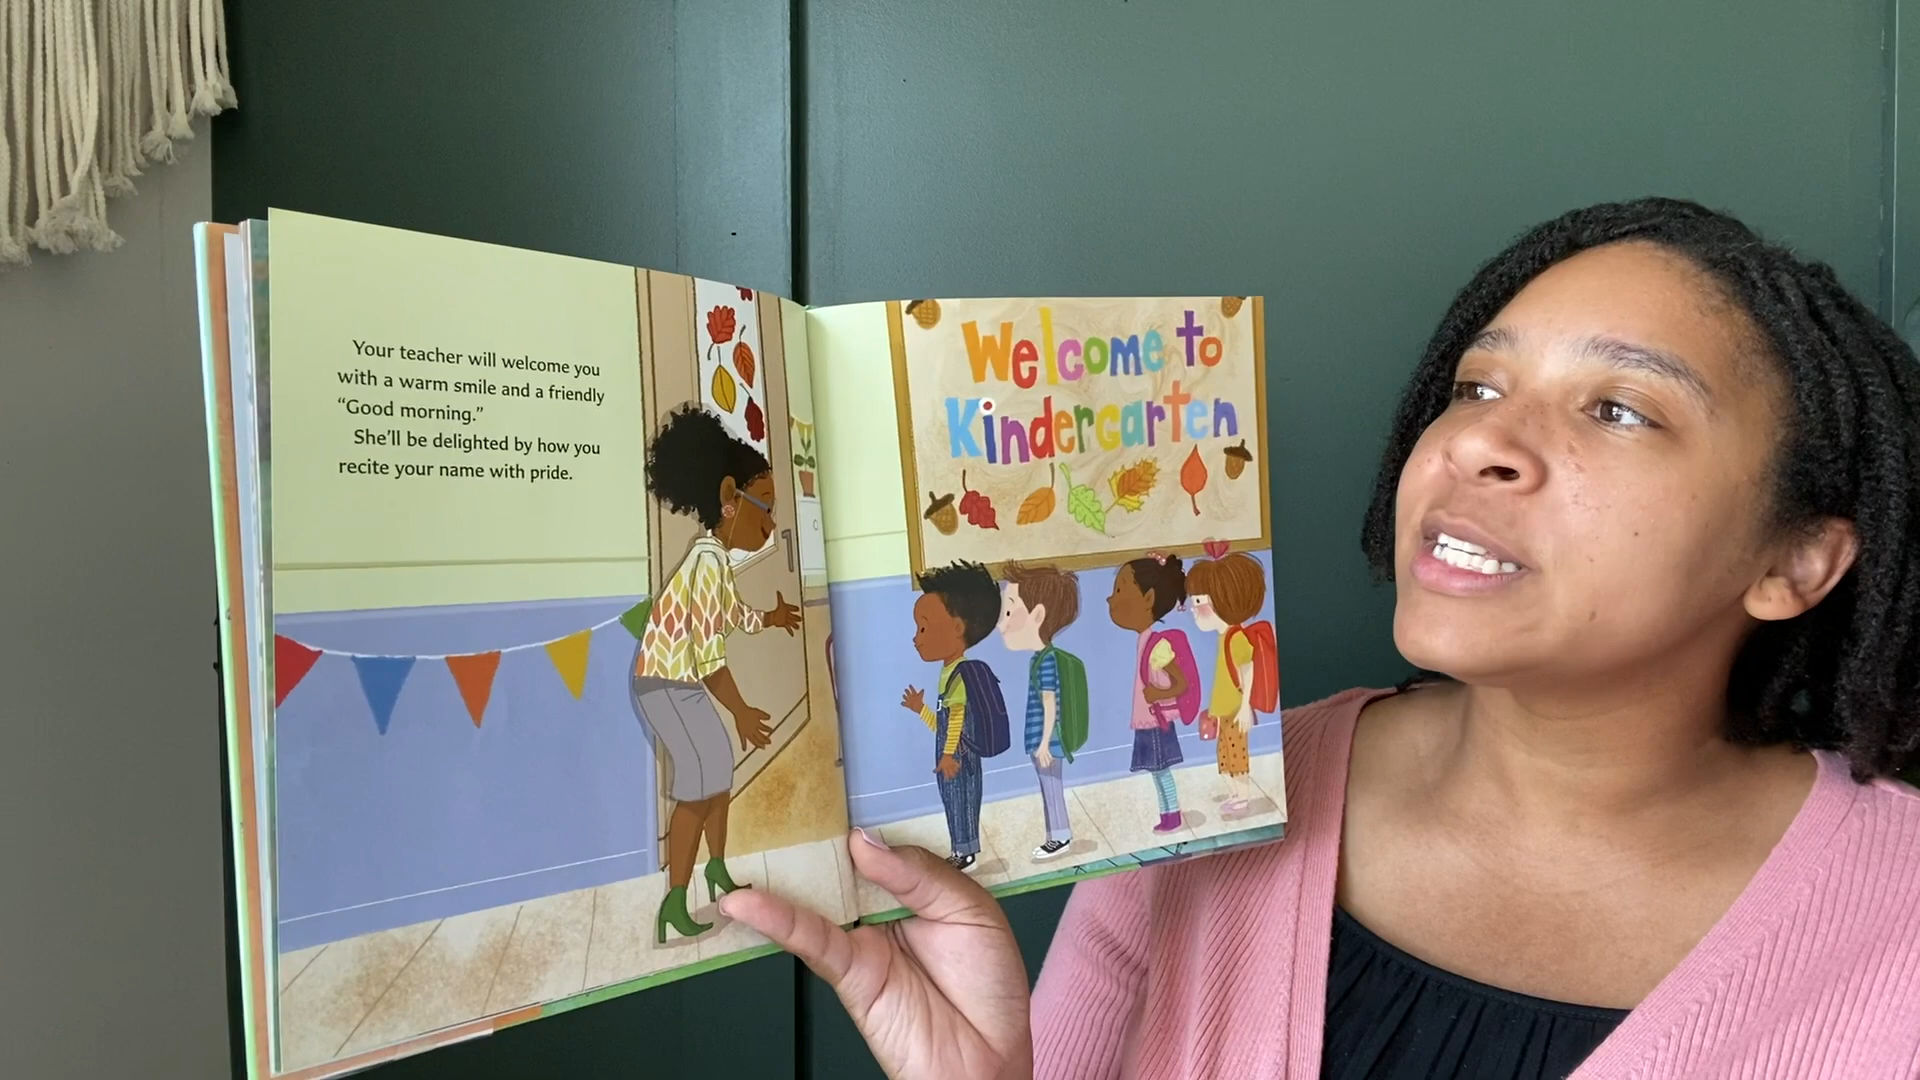 Your teacher will welcome you
with a warm smile and a friendly
“Good morning.”
She’ll be delighted by how you
recite your name with pride.
Welcome to
Kindergarten